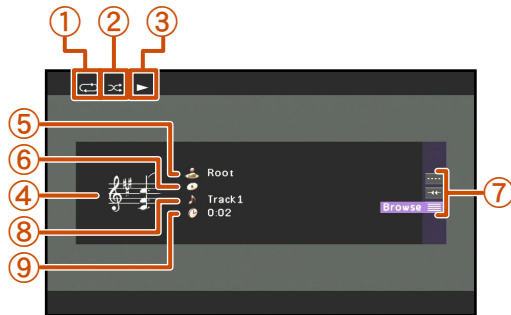 ① ② ③
⑤ Root
⑥
④ ⑦
⑧ Track1
Browse
⑨ 0:02